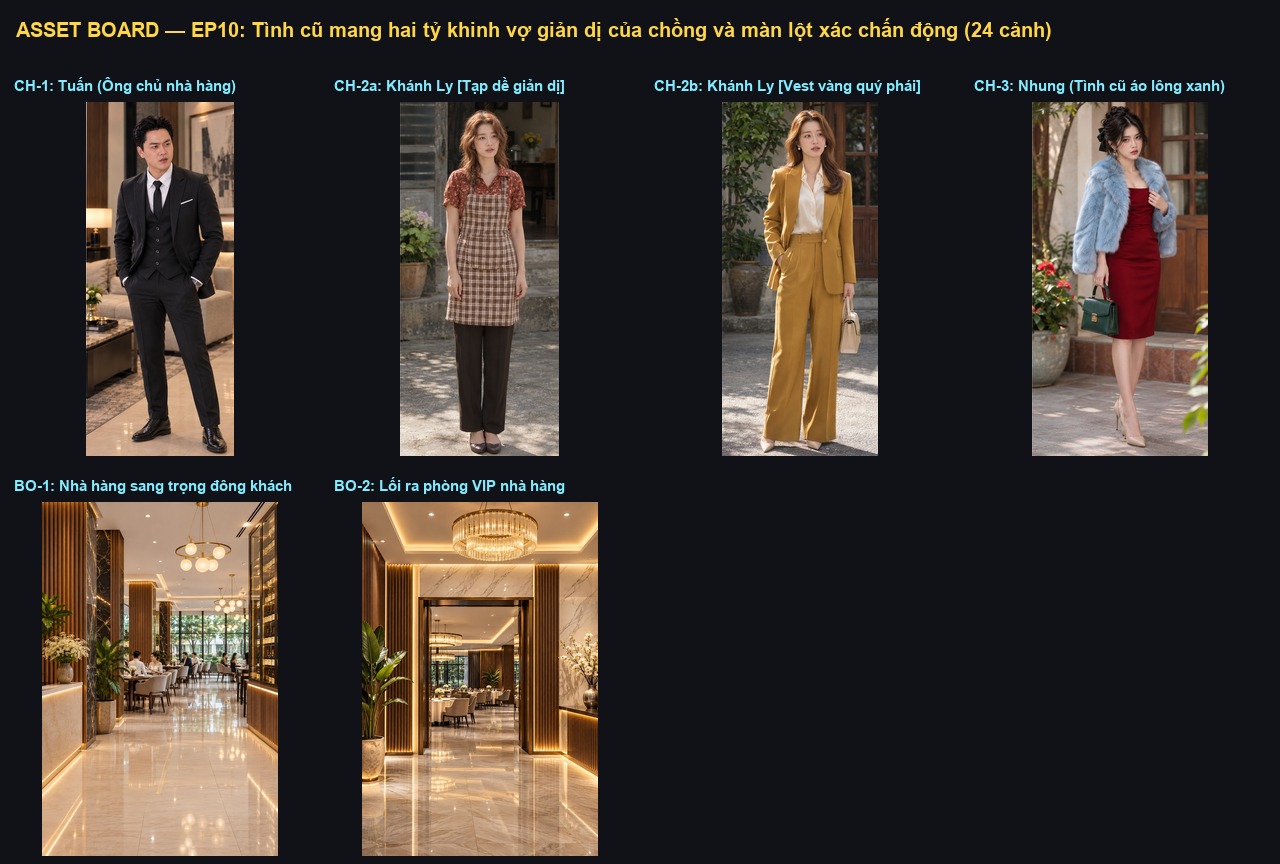 ASSET BOARD — EP10: Tình cũ mang hai tỷ khinh vợ giản dị của chồng và màn lột xác chấn động (24 cảnh)
CH-1: Tuấn (Ông chủ nhà hàng)
CH-2a: Khánh Ly [Tạp dề giản dị]
CH-2b: Khánh Ly [Vest vàng quý phái]
CH-3: Nhung (Tình cũ áo lông xanh)
BO-1: Nhà hàng sang trọng đông khách
BO-2: Lối ra phòng VIP nhà hàng